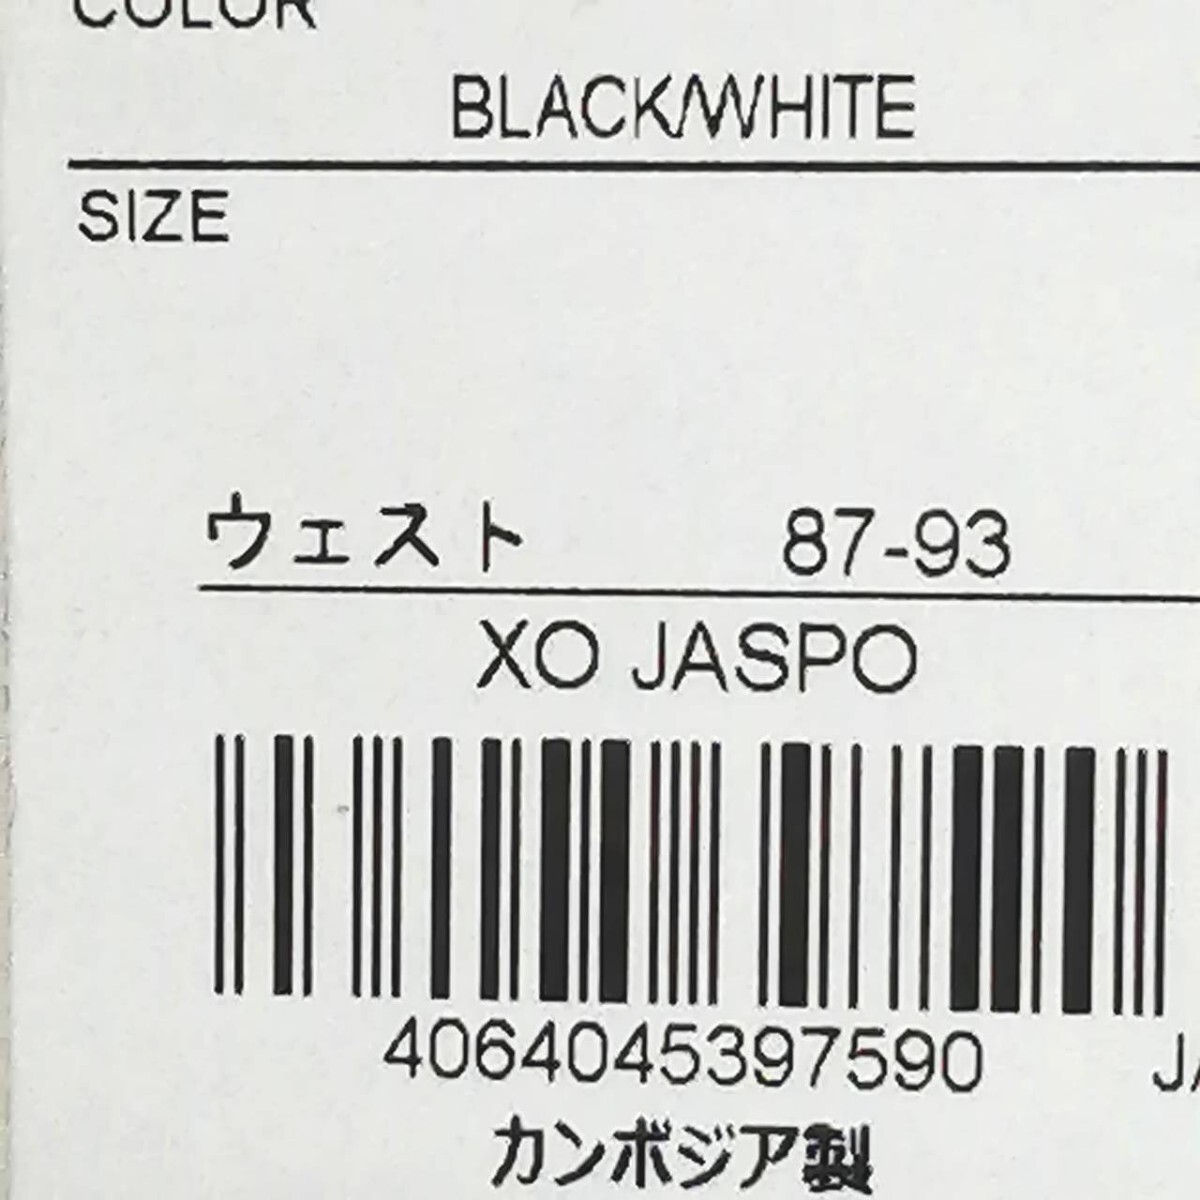 COLOR
BLACK/WHITE
SIZE
ウェスト 87-93
XO JASPO
4064045397590 JA
カンボジア製